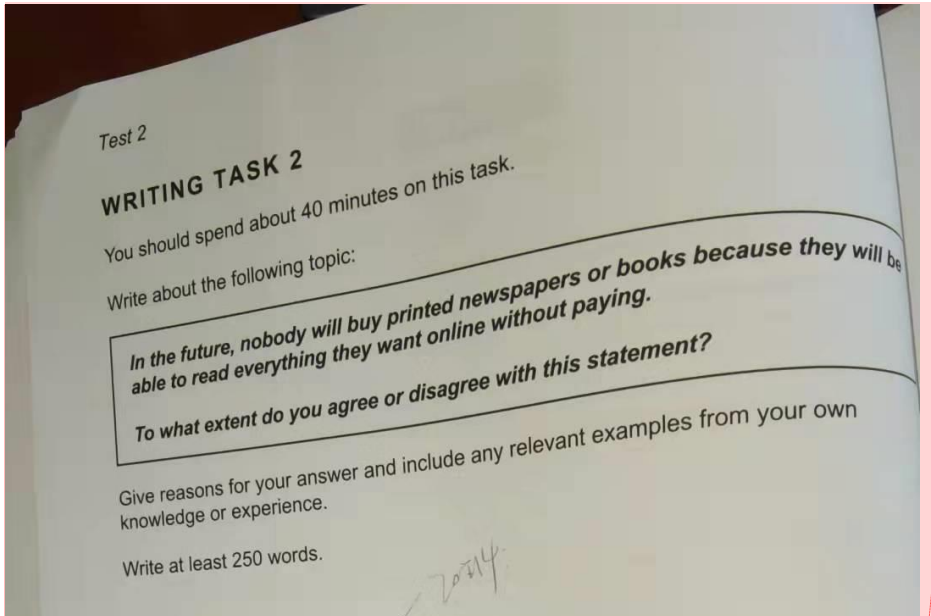 Test 2
WRITING TASK 2
You should spend about 40 minutes on this task.
Write about the following topic:
In the future, nobody will buy printed newspapers or books because they will be
able to read everything they want online without paying.
To what extent do you agree or disagree with this statement?
Give reasons for your answer and include any relevant examples from your own
knowledge or experience.
Write at least 250 words.